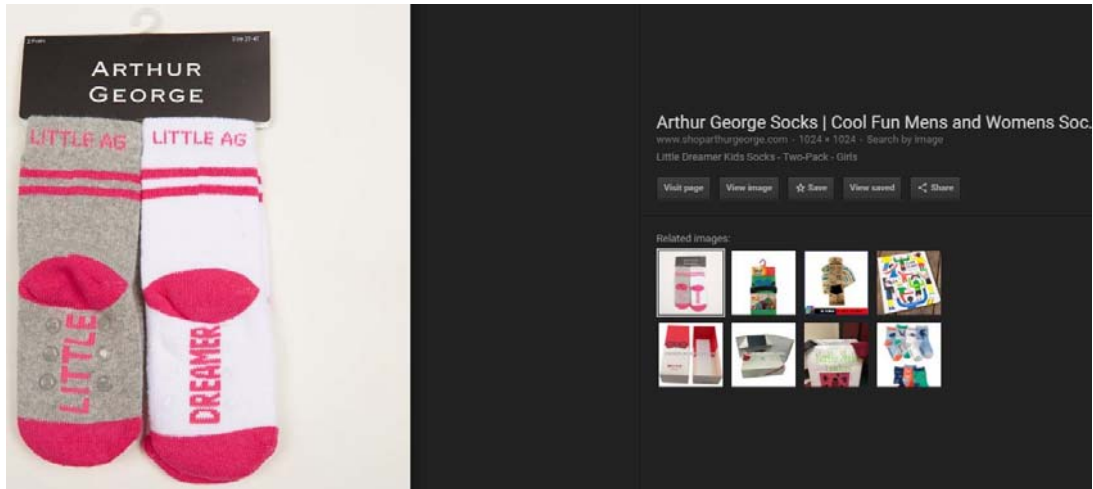 2 Pairs
Size 21-47
ARTHUR
GEORGE
LITTLE AG
LITTLE AG
LITTLE
DREAMER
Arthur George Socks | Cool Fun Mens and Womens Soc..
www.shoparthurgeorge.com - 1024 × 1024 - Search by Image
Little Dreamer Kids Socks - Two-Pack - Girls
Visit page
View image
Save
View saved
Share
Related images: